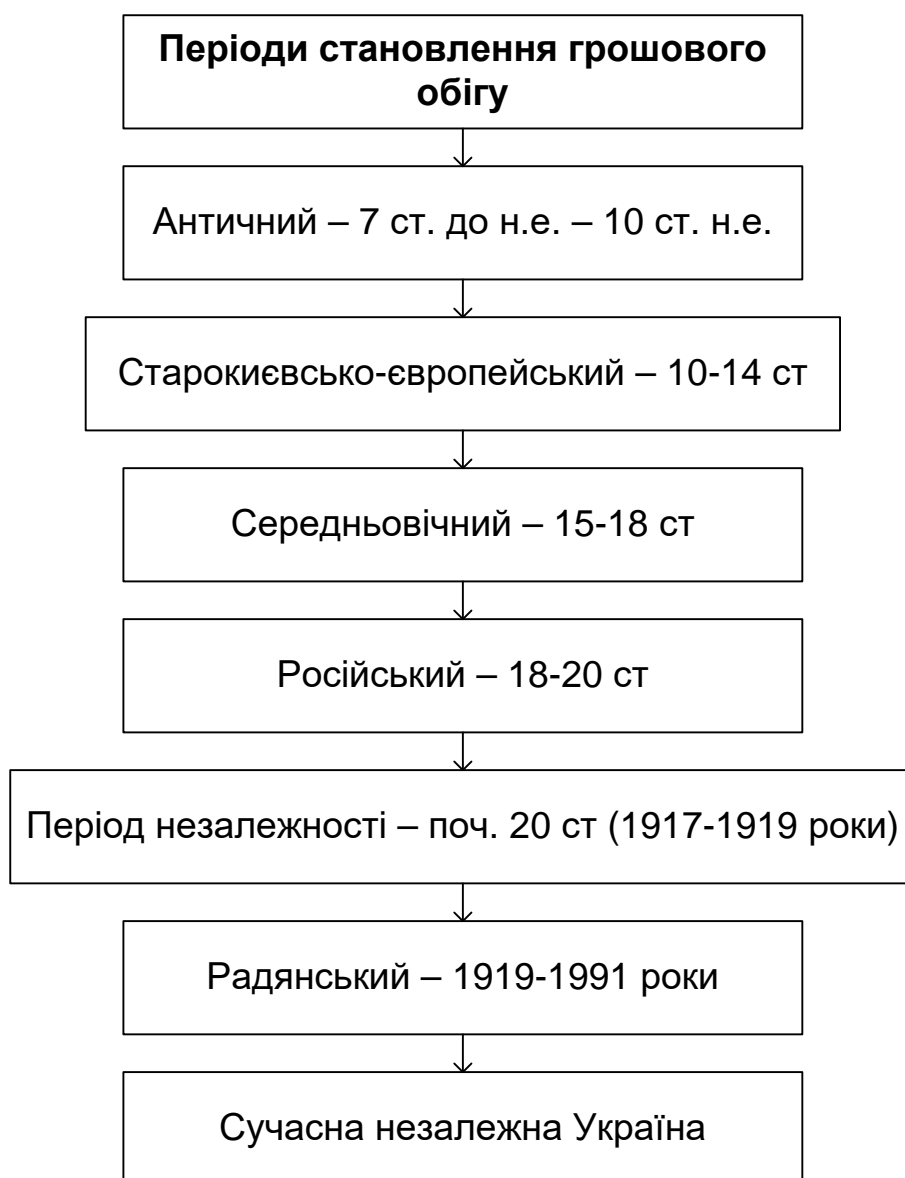 Періоди становлення грошового
обігу
Античний – 7 ст. до н.е. – 10 ст. н.е.
Старокиєвсько-європейський – 10-14 ст
Середньовічний – 15-18 ст
Російський – 18-20 ст
Період незалежності – поч. 20 ст (1917-1919 роки)
Радянський – 1919-1991 роки
Сучасна незалежна Україна